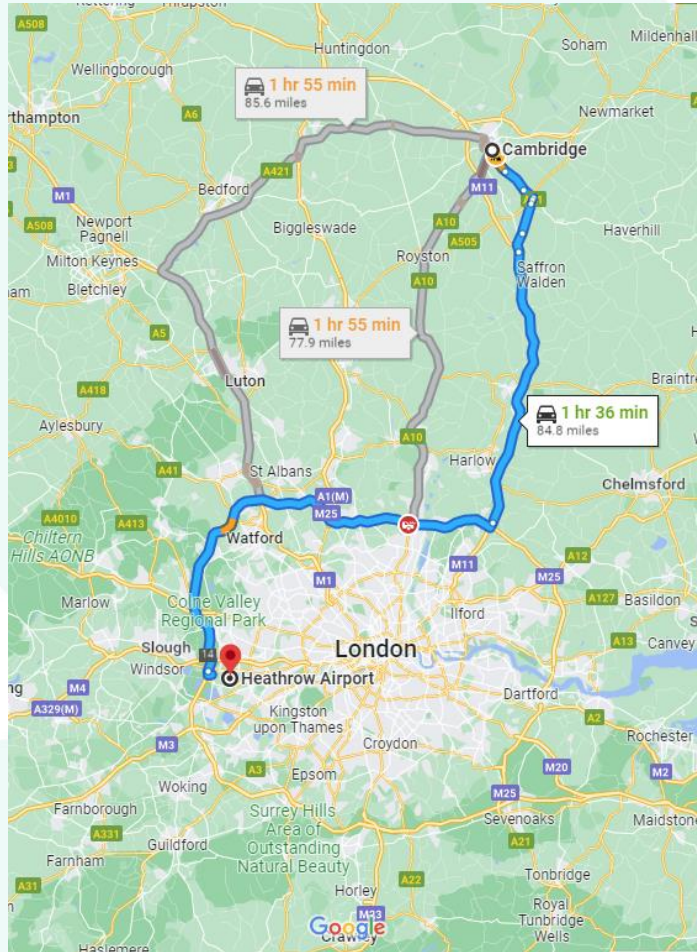 A508
Kettering
Thrapston
Huntingdon
Soham
Mildenhall
Wellingborough
1 hr 55 min
85.6 miles
Newmarket
A6
rthampton
Cambridge
A421
M11
M1
Bedford
A10
A508
Newport
Pagnell
Biggleswade
A505
Haverhill
Royston
Milton Keynes
Saffron
Walden
Bletchley
A10
1 hr 55 min
77.9 miles
A5
Luton
A418
Braintre
1 hr 36 min
84.8 miles
Aylesbury
A10
A41
St Albans
Harlow
Chelmsford
A1(M)
M25
A4010
A413
Watford
Chiltern
Hills AONB
M11
A12
M1
M25
Colne Valley
Regional Park
Marlow
Ilford
A127
Basildon
Slough
14
London
A13
Canvey
Windsor
Heathrow Airport
M4
A329(M)
Dartford
Kingston
upon Thames
A2
M3
Croydon
Rochester
A3
Epsom
M20
M2
Woking
M25
Farnborough
Surrey Hills
Area of
Outstanding
Natural Beauty
Sevenoaks
Maidstone
A331
Guildford
A21
Farnham
A31
A22
Tonbridge
Horley
Royal
Tunbridge
Wells
Google
M23
Crawley
Haslemere